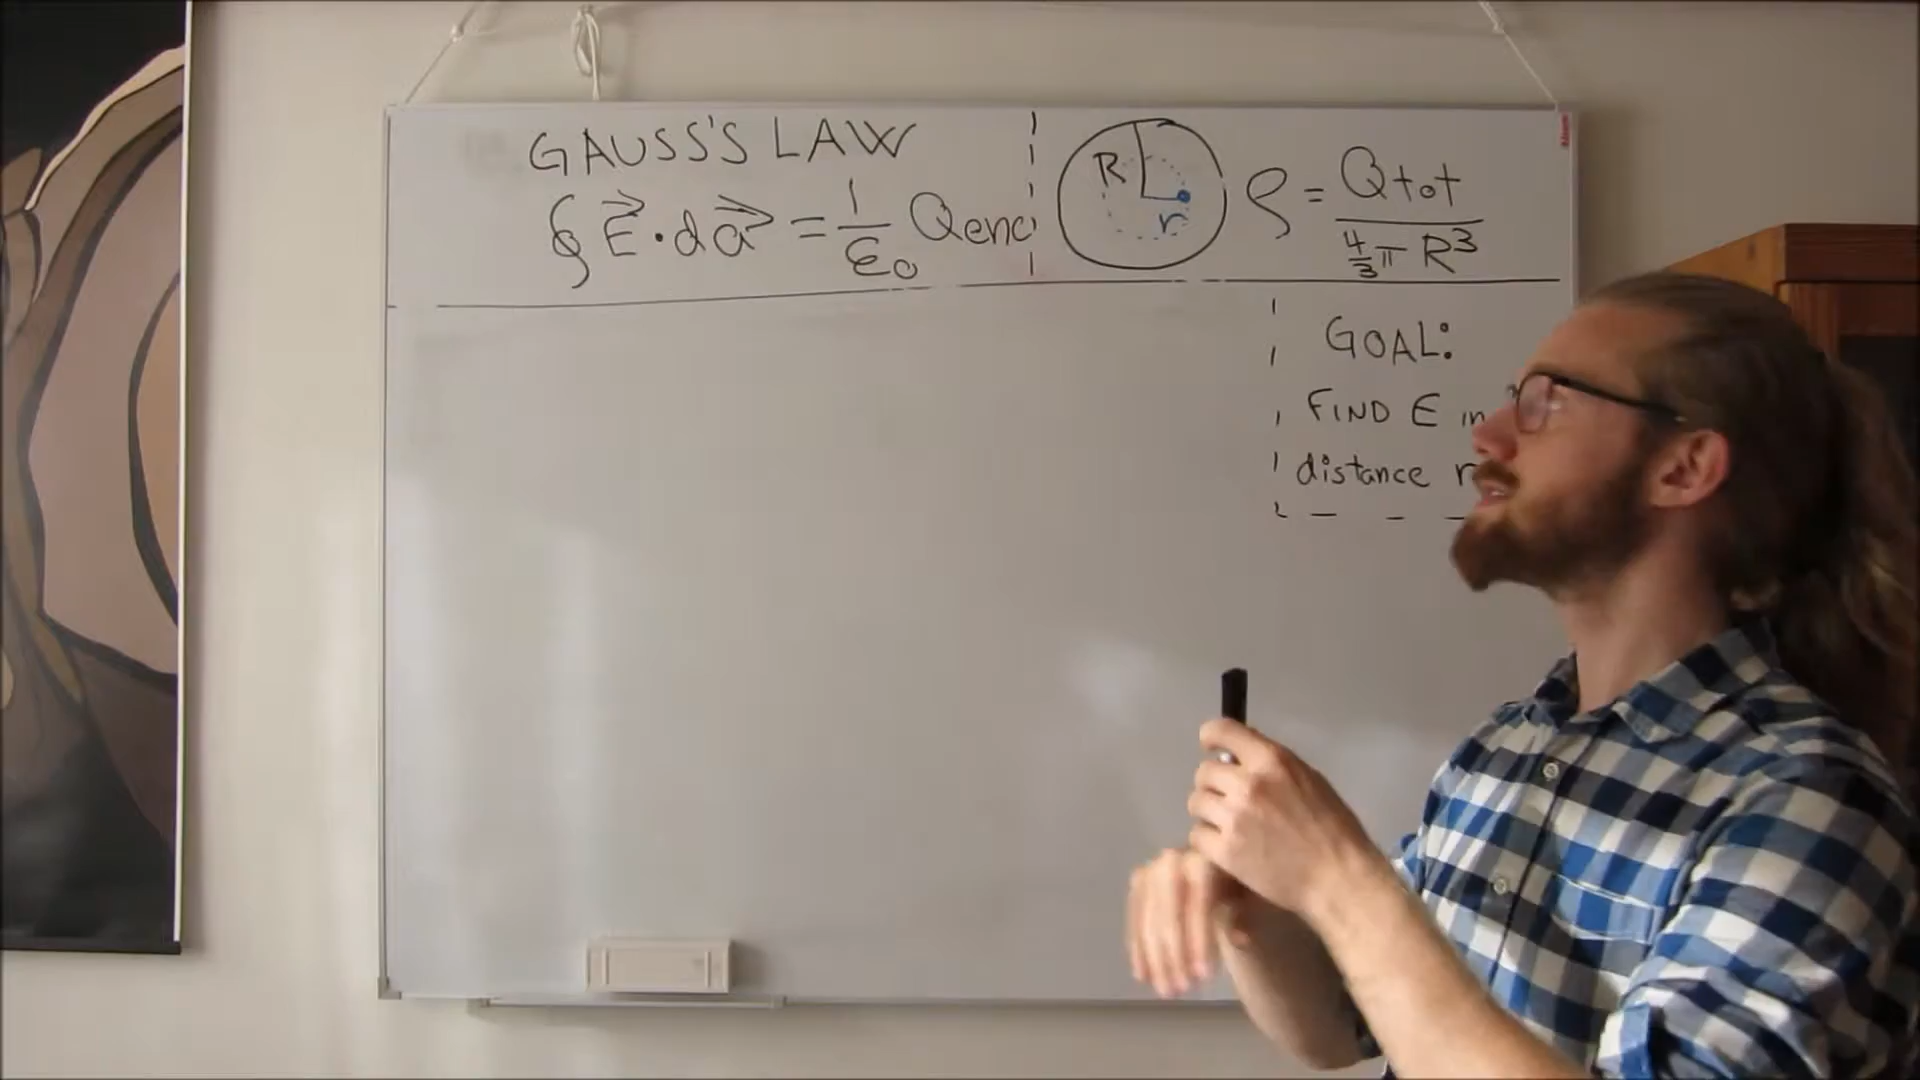 GAUSS'S LAW
∮ E⃗ · da⃗ = 1/ε₀ Qenc
R
r
ρ = Qtot / (4/3 π R³)
GOAL:
FIND E in
distance r